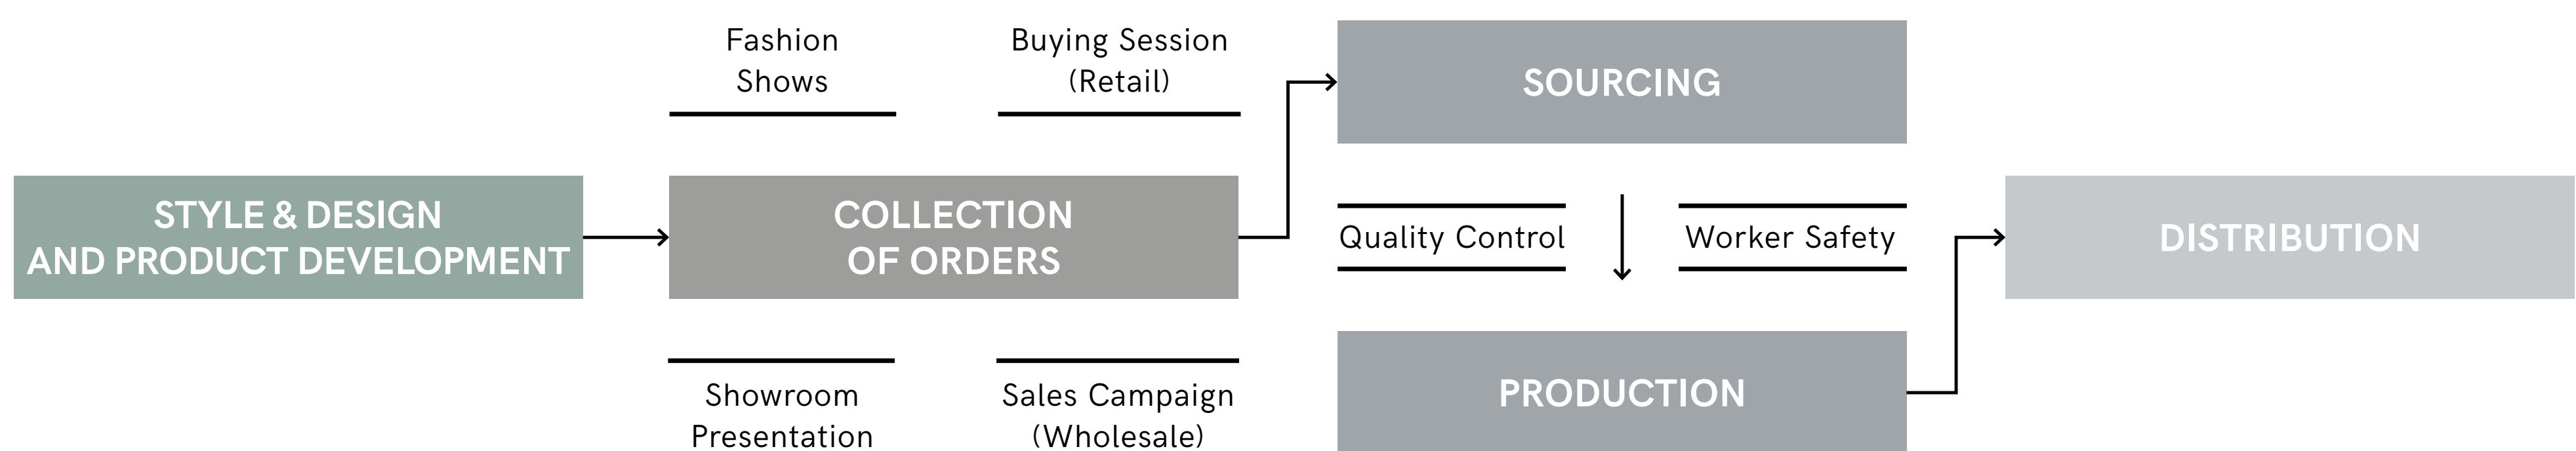 STYLE & DESIGN
AND PRODUCT DEVELOPMENT
Fashion
Shows
Buying Session
(Retail)
COLLECTION
OF ORDERS
Showroom
Presentation
Sales Campaign
(Wholesale)
SOURCING
Quality Control
Worker Safety
PRODUCTION
DISTRIBUTION